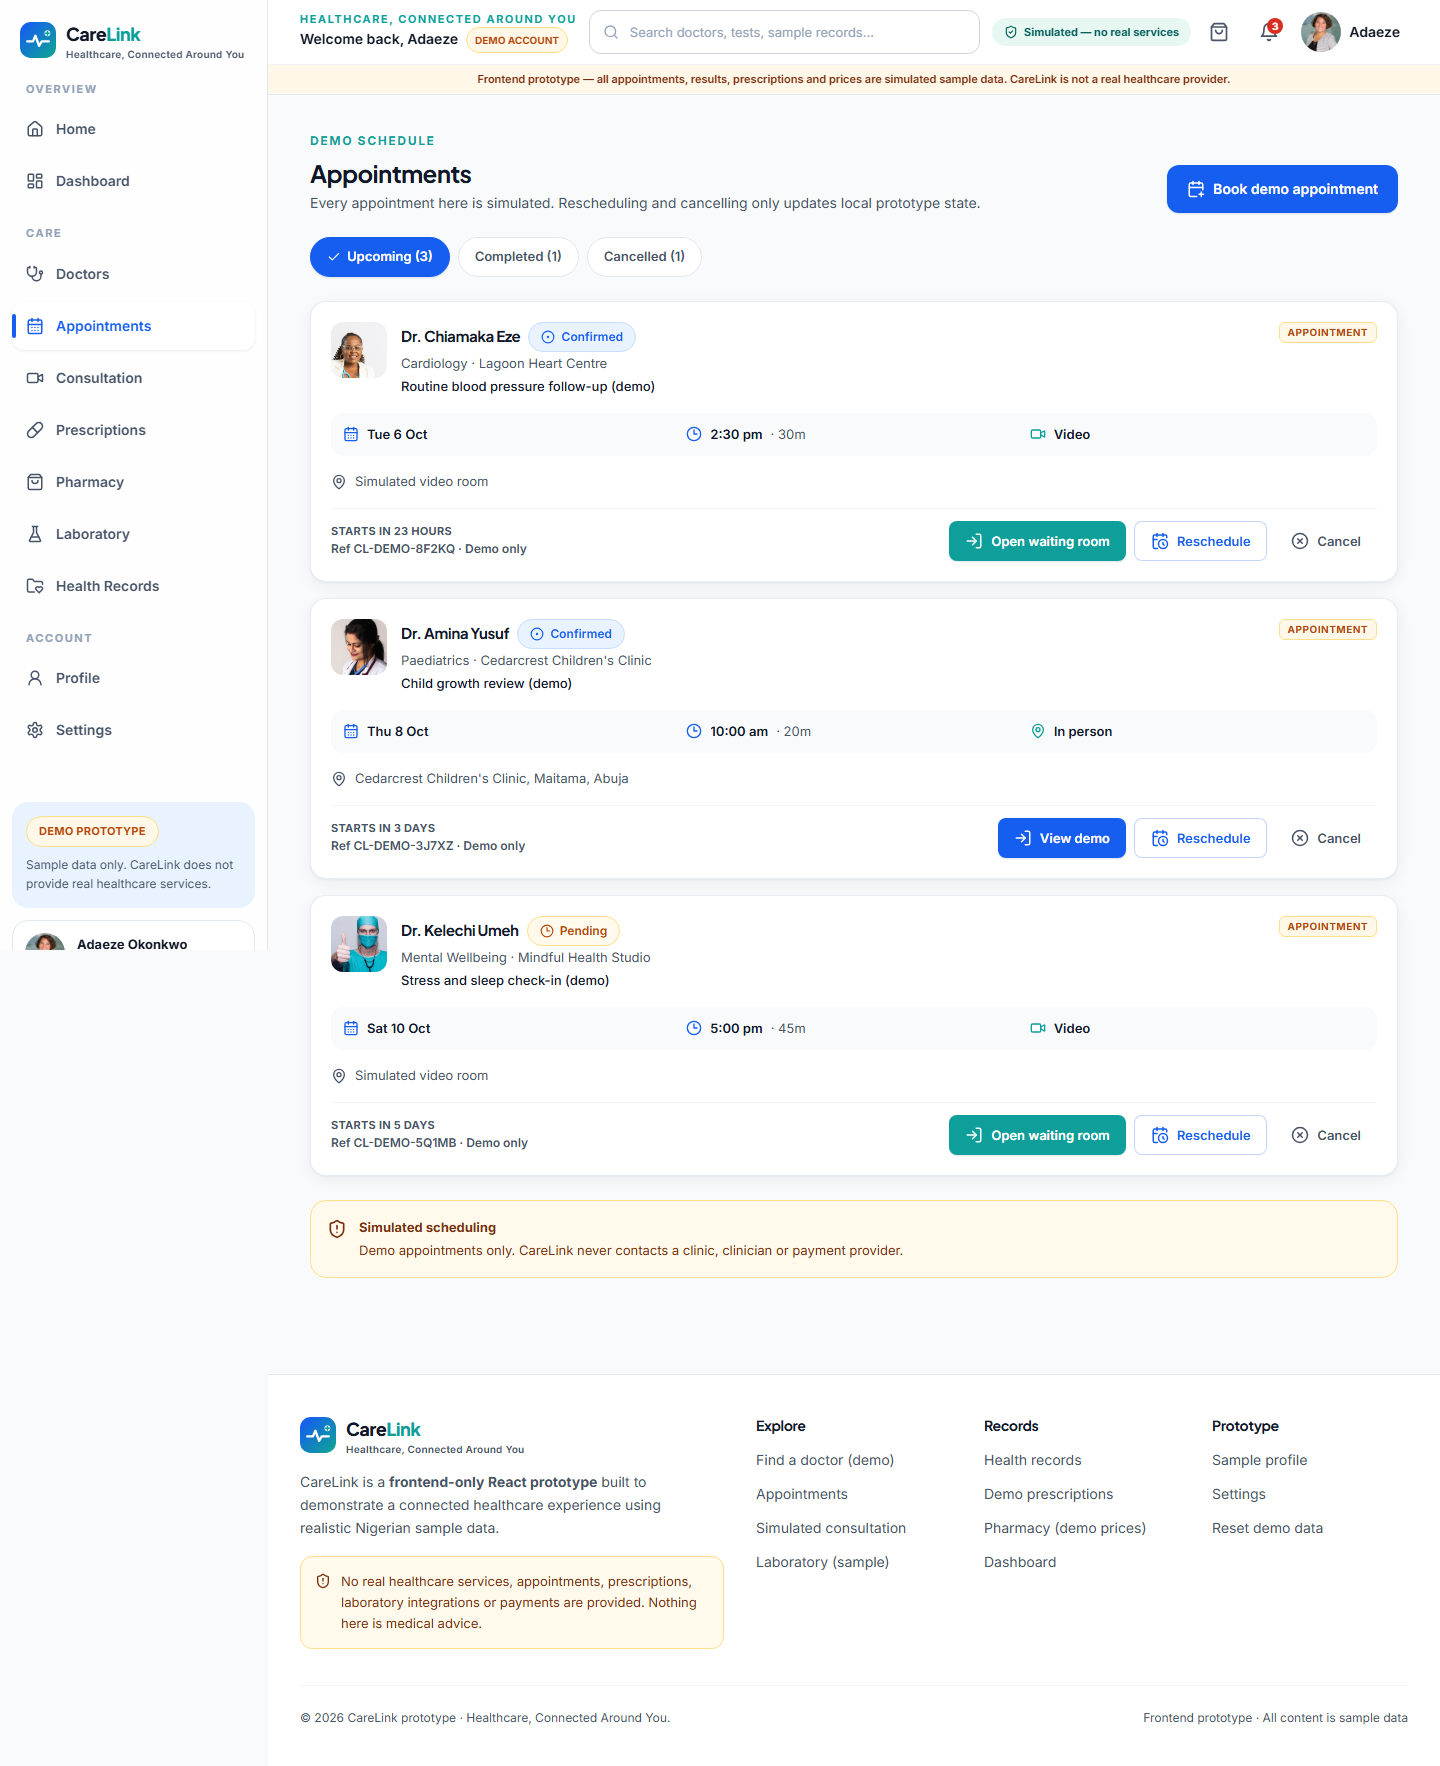 CareLink
Healthcare, Connected Around You
OVERVIEW
Home
Dashboard
CARE
Doctors
Appointments
Consultation
Prescriptions
Pharmacy
Laboratory
Health Records
ACCOUNT
Profile
Settings
DEMO PROTOTYPE
Sample data only. CareLink does not
provide real healthcare services.
Adaeze Okonkwo
HEALTHCARE, CONNECTED AROUND YOU
Welcome back, Adaeze DEMO ACCOUNT
Search doctors, tests, sample records...
Simulated — no real services
3
Adaeze
Frontend prototype — all appointments, results, prescriptions and prices are simulated sample data. CareLink is not a real healthcare provider.
DEMO SCHEDULE
Appointments
Every appointment here is simulated. Rescheduling and cancelling only updates local prototype state.
Book demo appointment
Upcoming (3) Completed (1) Cancelled (1)
Dr. Chiamaka Eze Confirmed APPOINTMENT
Cardiology · Lagoon Heart Centre
Routine blood pressure follow-up (demo)
Tue 6 Oct 2:30 pm · 30m Video
Simulated video room
STARTS IN 23 HOURS
Ref CL-DEMO-8F2KQ · Demo only
Open waiting room Reschedule Cancel
Dr. Amina Yusuf Confirmed APPOINTMENT
Paediatrics · Cedarcrest Children's Clinic
Child growth review (demo)
Thu 8 Oct 10:00 am · 20m In person
Cedarcrest Children's Clinic, Maitama, Abuja
STARTS IN 3 DAYS
Ref CL-DEMO-3J7XZ · Demo only
View demo Reschedule Cancel
Dr. Kelechi Umeh Pending APPOINTMENT
Mental Wellbeing · Mindful Health Studio
Stress and sleep check-in (demo)
Sat 10 Oct 5:00 pm · 45m Video
Simulated video room
STARTS IN 5 DAYS
Ref CL-DEMO-5Q1MB · Demo only
Open waiting room Reschedule Cancel
Simulated scheduling
Demo appointments only. CareLink never contacts a clinic, clinician or payment provider.
CareLink
Healthcare, Connected Around You
CareLink is a frontend-only React prototype built to
demonstrate a connected healthcare experience using
realistic Nigerian sample data.
No real healthcare services, appointments, prescriptions,
laboratory integrations or payments are provided. Nothing
here is medical advice.
Explore
Find a doctor (demo)
Appointments
Simulated consultation
Laboratory (sample)
Records
Health records
Demo prescriptions
Pharmacy (demo prices)
Dashboard
Prototype
Sample profile
Settings
Reset demo data
© 2026 CareLink prototype · Healthcare, Connected Around You.
Frontend prototype · All content is sample data